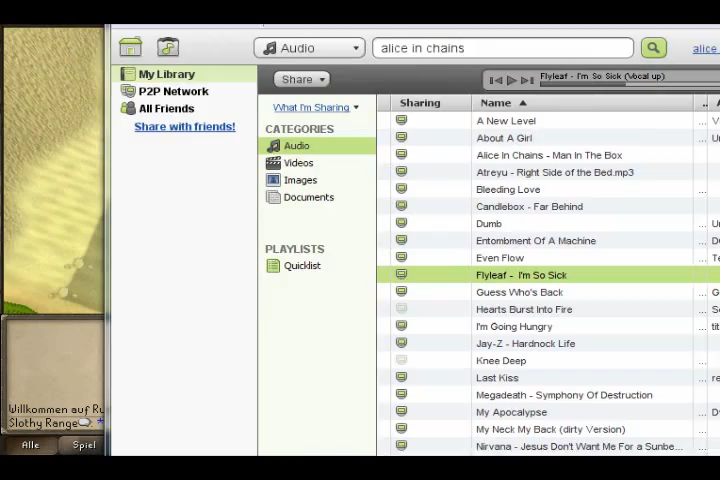 Audio
alice in chains
alice
My Library
P2P Network
All Friends
Share with friends!
Share
Flyleaf - I'm So Sick (Vocal up)
What I'm Sharing
CATEGORIES
Audio
Videos
Images
Documents
PLAYLISTS
Quicklist
Sharing
Name
A New Level
About A Girl
Alice In Chains - Man In The Box
Atreyu - Right Side of the Bed.mp3
Bleeding Love
Candlebox - Far Behind
Dumb
Entombment Of A Machine
Even Flow
Flyleaf - I'm So Sick
Guess Who's Back
Hearts Burst Into Fire
I'm Going Hungry
Jay-Z - Hardnock Life
Knee Deep
Last Kiss
Megadeath - Symphony Of Destruction
My Apocalypse
My Neck My Back (dirty Version)
Nirvana - Jesus Don't Want Me For a Sunbe...
Willkommen auf Ru
Slothy Range
Alle
Spiel